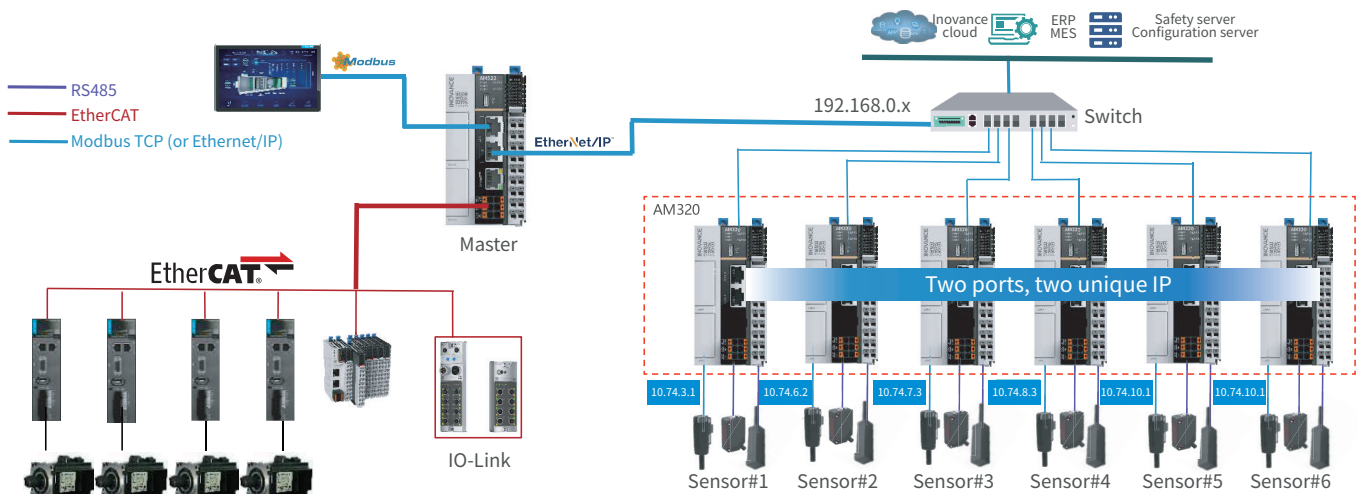 Inovance
cloud
ERP
MES
Safety server
Configuration server
Modbus
RS485
EtherCAT
Modbus TCP (or Ethernet/IP)
192.168.0.x
Switch
EtherNet/IP™
INOVANCE
AM522
Master
AM320
EtherCAT®
Two ports, two unique IP
10.74.3.1
10.74.6.2
10.74.7.3
10.74.8.3
10.74.10.1
10.74.10.1
IO-Link
Sensor#1
Sensor#2
Sensor#3
Sensor#4
Sensor#5
Sensor#6